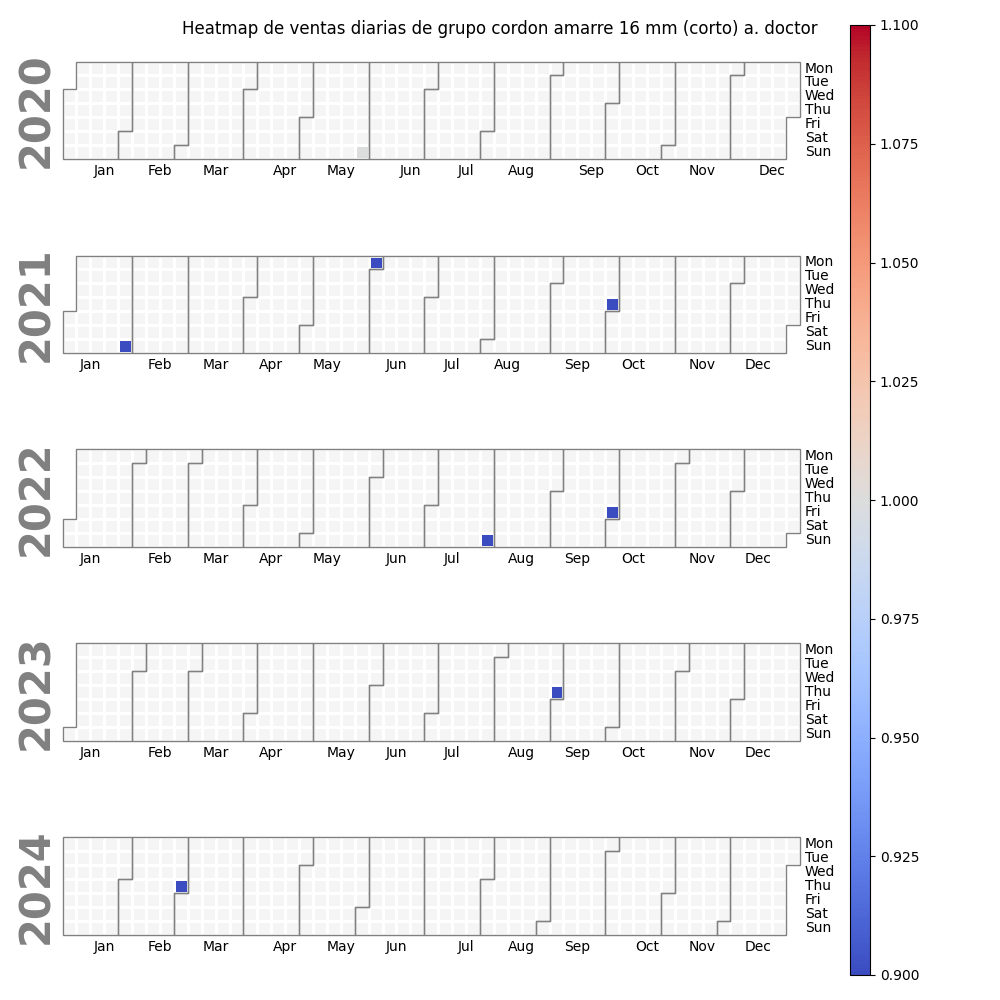 Heatmap de ventas diarias de grupo cordon amarre 16 mm (corto) a. doctor
2020
Mon
Tue
Wed
Thu
Fri
Sat
Sun
Jan Feb Mar Apr May Jun Jul Aug Sep Oct Nov Dec
2021
Mon
Tue
Wed
Thu
Fri
Sat
Sun
Jan Feb Mar Apr May Jun Jul Aug Sep Oct Nov Dec
2022
Mon
Tue
Wed
Thu
Fri
Sat
Sun
Jan Feb Mar Apr May Jun Jul Aug Sep Oct Nov Dec
2023
Mon
Tue
Wed
Thu
Fri
Sat
Sun
Jan Feb Mar Apr May Jun Jul Aug Sep Oct Nov Dec
2024
Mon
Tue
Wed
Thu
Fri
Sat
Sun
Jan Feb Mar Apr May Jun Jul Aug Sep Oct Nov Dec
1.100
1.075
1.050
1.025
1.000
0.975
0.950
0.925
0.900